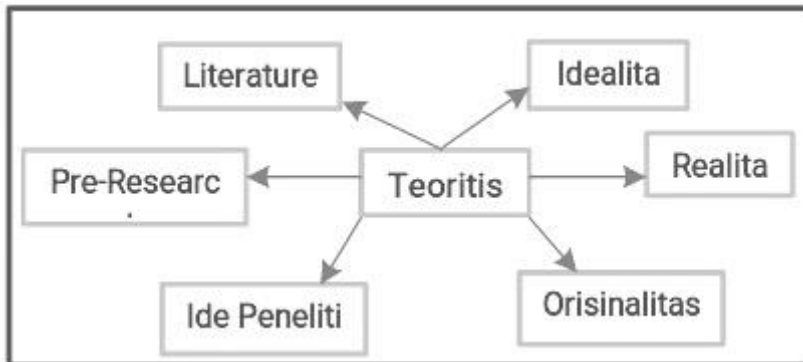 Literature
Idealita
Pre-Researc
.
Teoritis
Realita
Ide Peneliti
Orisinalitas